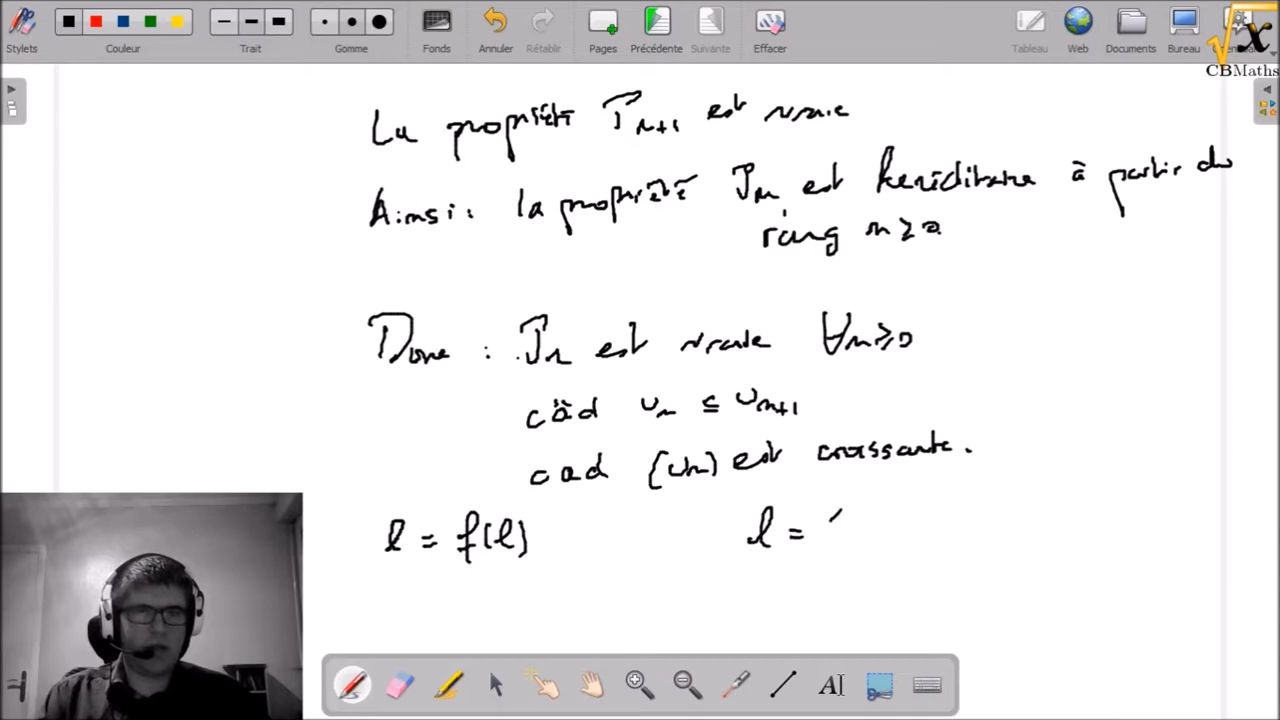 Stylets
Couleur
Trait
Gomme
Fonds
Annuler
Rétablir
Pages
Précédente
Suivante
Effacer
Tableau
Web
Documents
Bureau
CBMaths
La propriété Pn+1 est vraie
Ainsi: la propriété Pn est héréditaire à partir du
rang n ≥ 0
Donc : Pn est vraie ∀n≥0
càd un ≤ un+1
cad (un) est croissante.
l = f(l)
l =